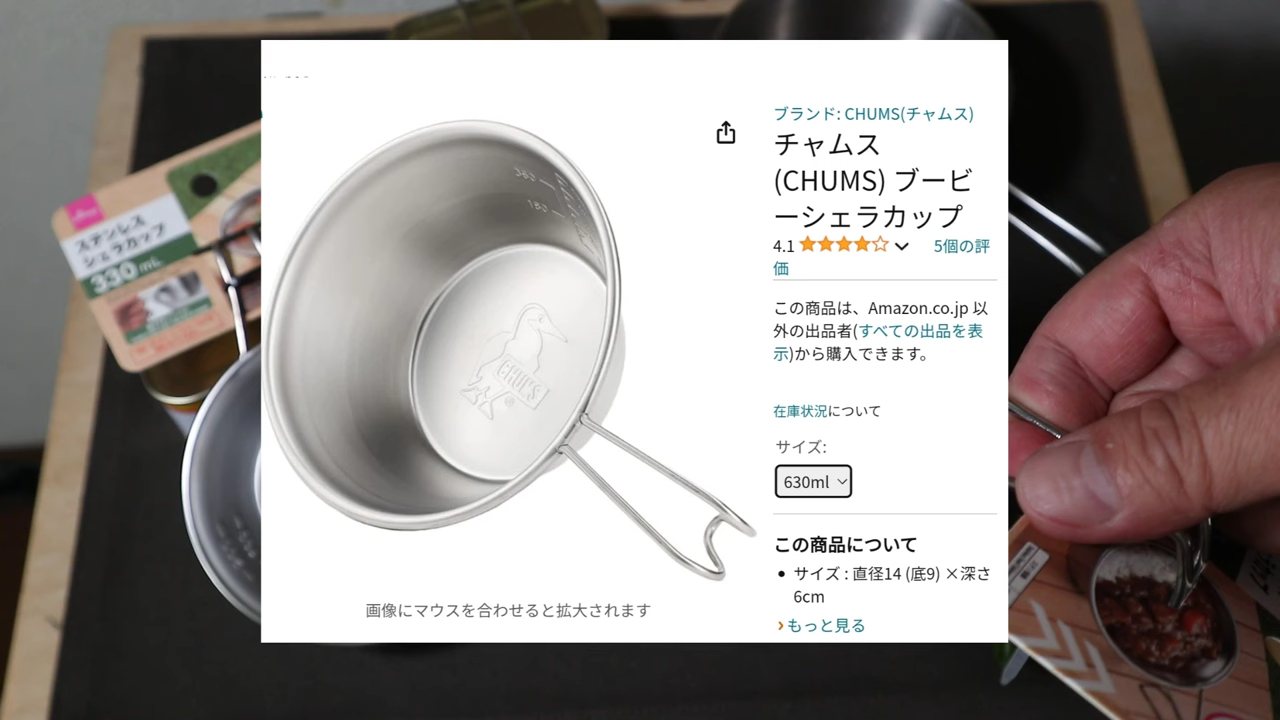 ブランド: CHUMS(チャムス)
チャムス
(CHUMS) ブービ
ーシェラカップ
4.1
5個の評
価
この商品は、Amazon.co.jp 以
外の出品者(すべての出品を表
示)から購入できます。
在庫状況について
サイズ:
630ml
この商品について
サイズ : 直径14 (底9) ×深さ
6cm
›もっと見る
画像にマウスを合わせると拡大されます
CHUMS
ステンレス
シェラカップ
330 mL